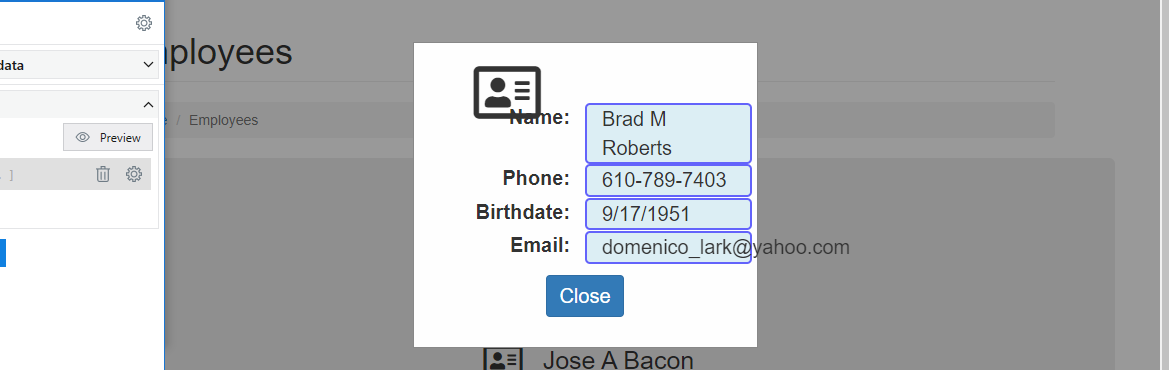 ployees
data
e / Employees
Preview
]
Name: Brad M
Roberts
Phone: 610-789-7403
Birthdate: 9/17/1951
Email: domenico_lark@yahoo.com
Close
Jose A Bacon